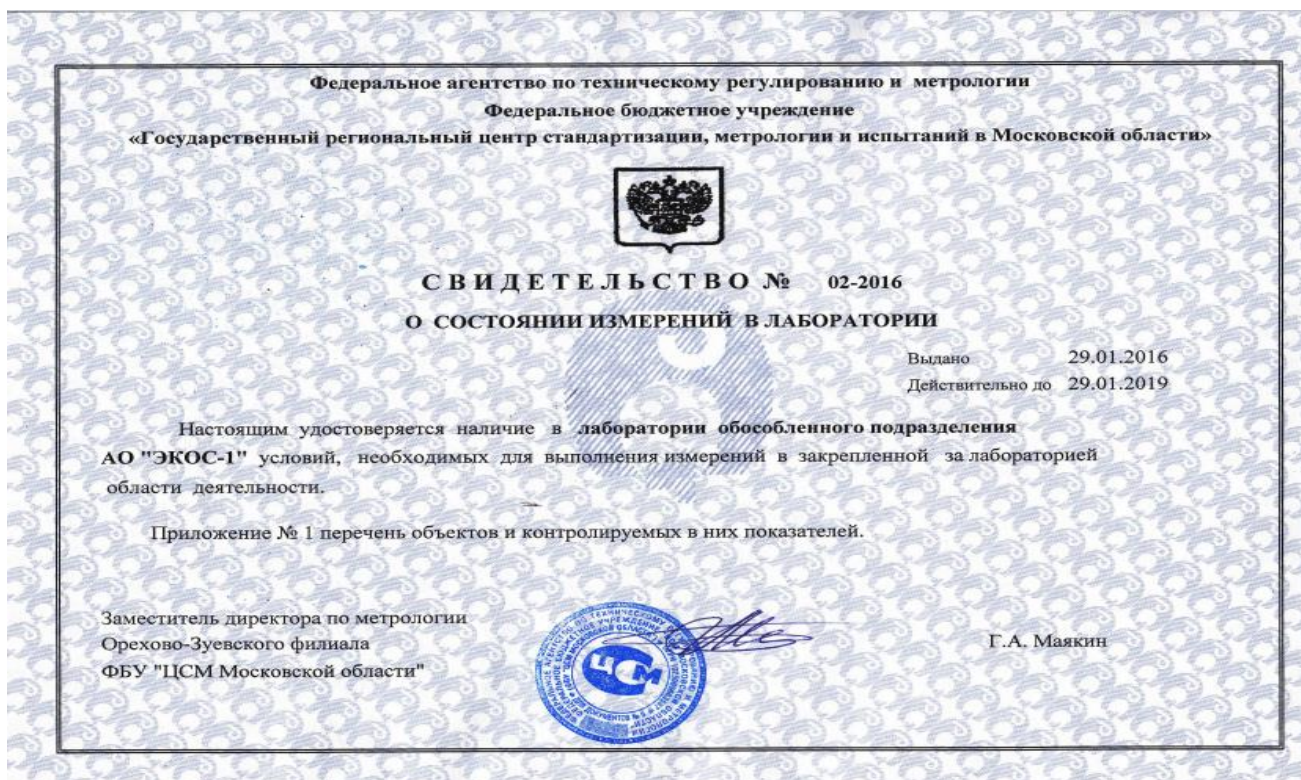 Федеральное агентство по техническому регулированию и метрологии
Федеральное бюджетное учреждение
«Государственный региональный центр стандартизации, метрологии и испытаний в Московской области»
СВИДЕТЕЛЬСТВО № 02-2016
О СОСТОЯНИИ ИЗМЕРЕНИЙ В ЛАБОРАТОРИИ
Выдано 29.01.2016
Действительно до 29.01.2019
Настоящим удостоверяется наличие в лаборатории обособленного подразделения
АО "ЭКОС-1" условий, необходимых для выполнения измерений в закрепленной за лабораторией
области деятельности.
Приложение № 1 перечень объектов и контролируемых в них показателей.
Заместитель директора по метрологии
Орехово-Зуевского филиала
ФБУ "ЦСМ Московской области"
Г.А. Маякин
ЦСМ